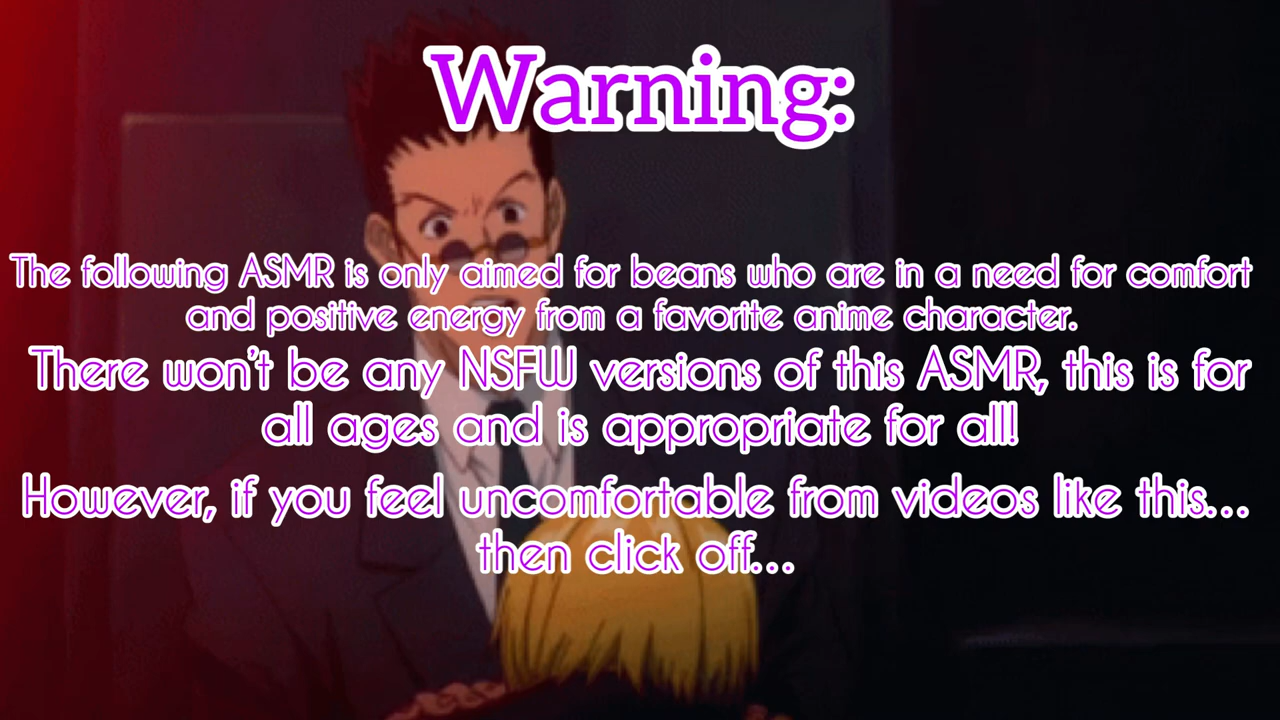 Warning:
The following ASMR is only aimed for beans who are in a need for comfort
and positive energy from a favorite anime character.
There won't be any NSFW versions of this ASMR, this is for
all ages and is appropriate for all!
However, if you feel uncomfortable from videos like this...
then click off...